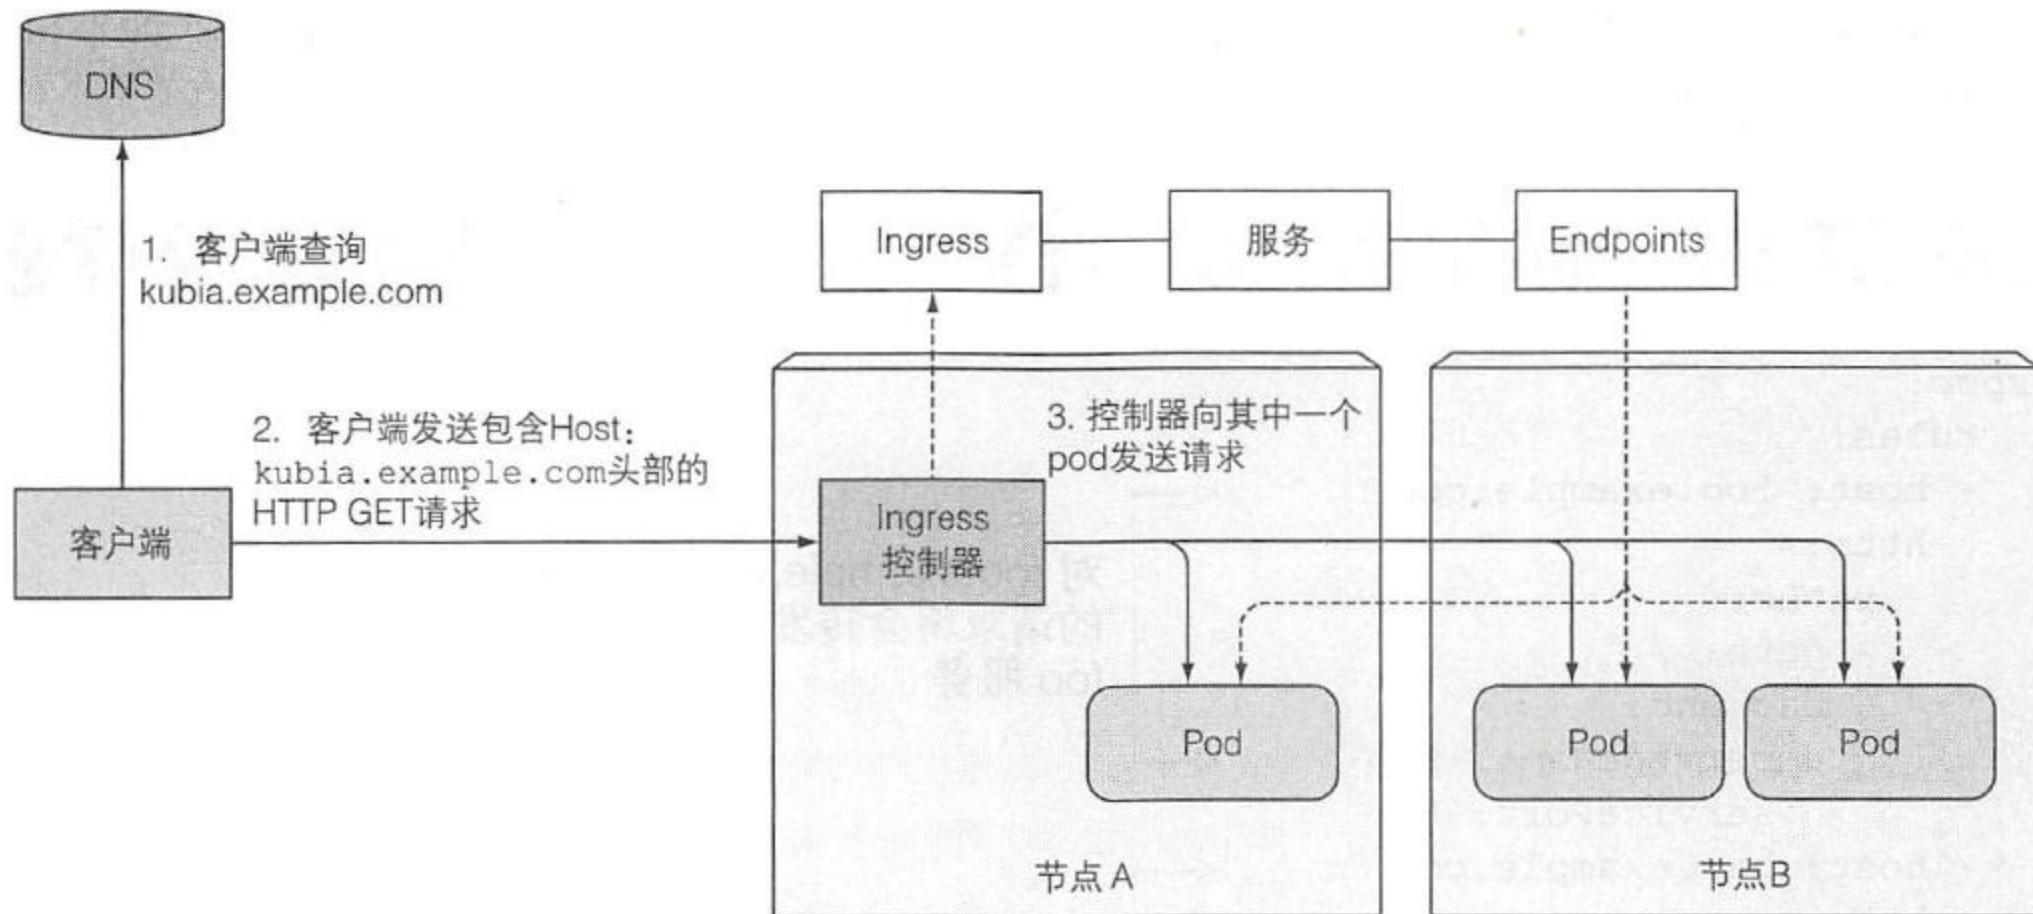 DNS
1. 客户端查询
kubia.example.com
Ingress
服务
Endpoints
2. 客户端发送包含Host：
kubia.example.com头部的
HTTP GET请求
3. 控制器向其中一个
pod发送请求
客户端
Ingress
控制器
Pod
Pod
Pod
节点A
节点B